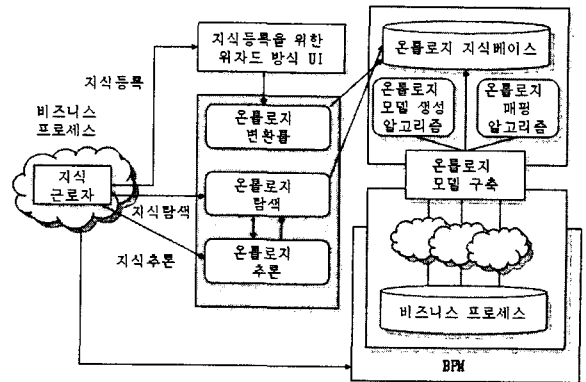 지식등록을 위한
위자드 방식 UI
온톨로지 지식베이스
지식등록
온톨로지
모델 생성
알고리즘
온톨로지
매핑
알고리즘
비즈니스
프로세스
온톨로지
변환툴
지식
근로자
온톨로지
탐색
온톨로지
모델 구축
지식탐색
지식추론
온톨로지
추론
비즈니스 프로세스
BPM